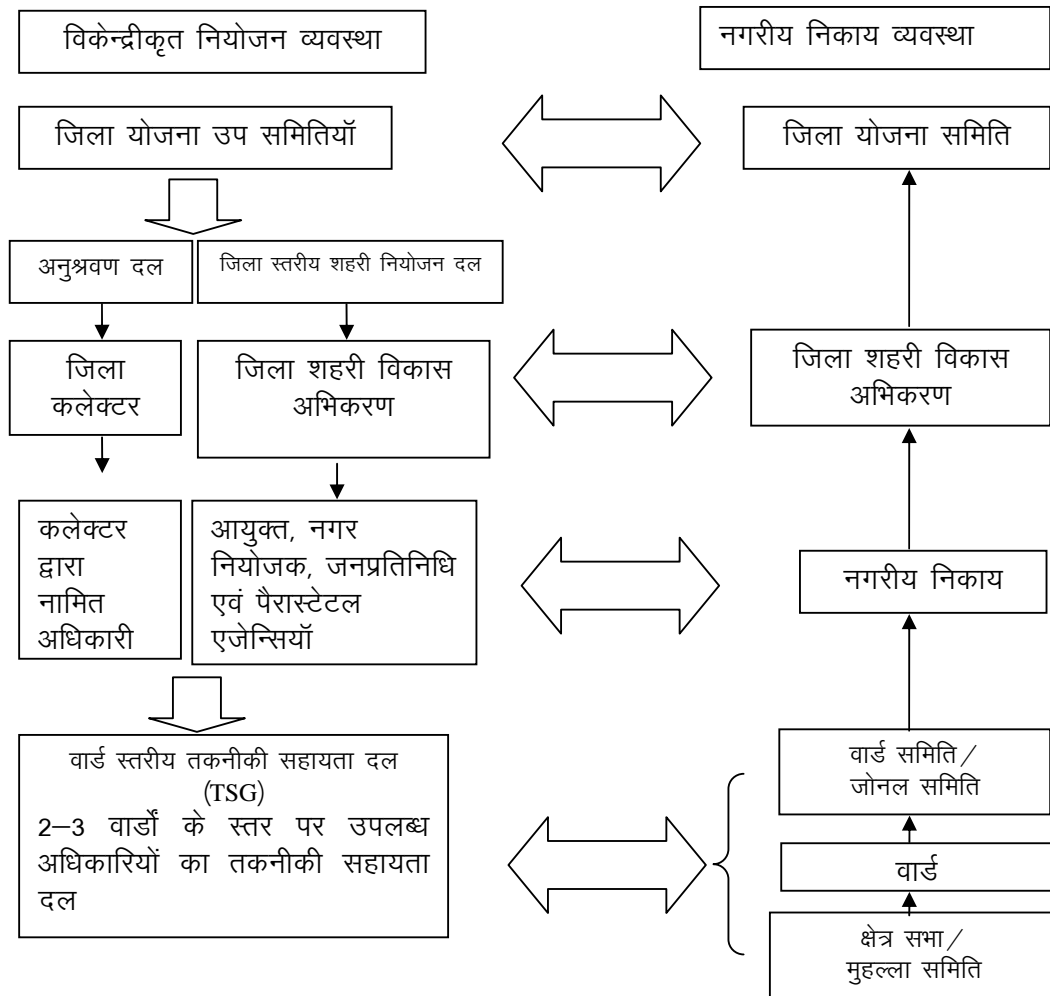 विकेन्द्रीकृत नियोजन व्यवस्था
नगरीय निकाय व्यवस्था
जिला योजना उप समितियॉ
जिला योजना समिति
अनुश्रवण दल
जिला स्तरीय शहरी नियोजन दल
जिला
कलेक्टर
जिला शहरी विकास
अभिकरण
जिला शहरी विकास
अभिकरण
कलेक्टर
द्वारा
नामित
अधिकारी
आयुक्त, नगर
नियोजक, जनप्रतिनिधि
एवं पैरास्टेटल
एजेन्सियॉ
नगरीय निकाय
वार्ड स्तरीय तकनीकी सहायता दल
(TSG)
2–3 वार्डों के स्तर पर उपलब्ध
अधिकारियों का तकनीकी सहायता
दल
वार्ड समिति/
जोनल समिति
वार्ड
क्षेत्र सभा/
मुहल्ला समिति